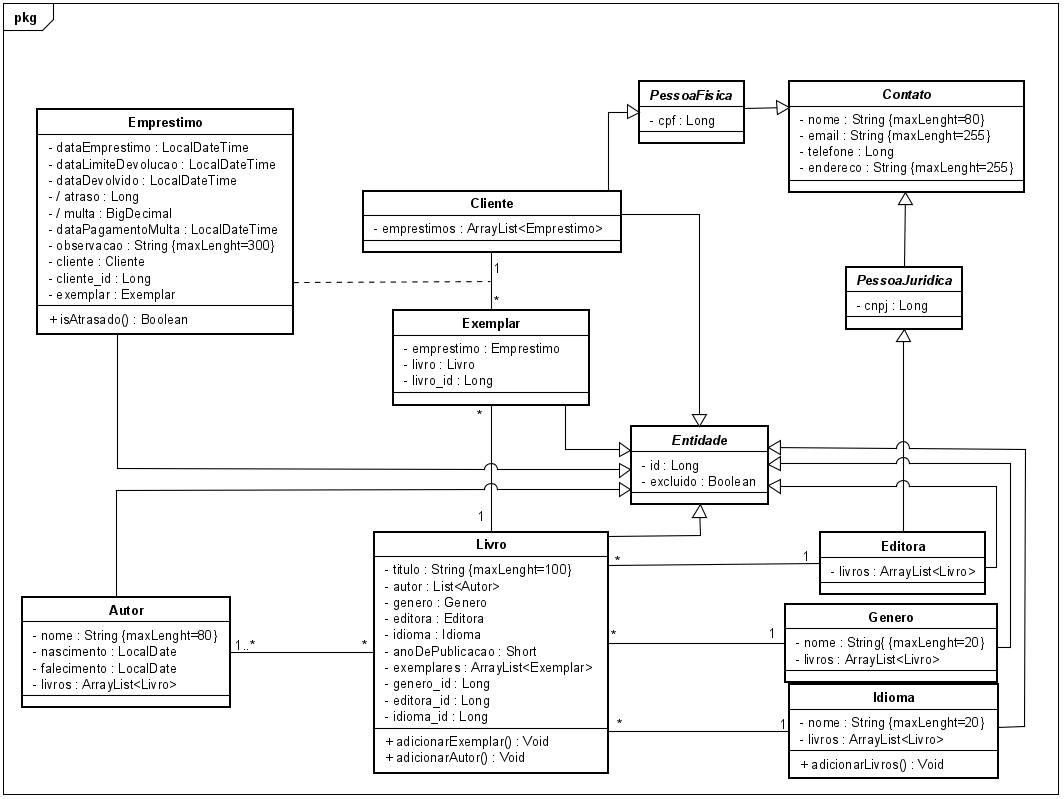 pkg
PessoaFisica
- cpf : Long
Contato
- nome : String {maxLenght=80}
- email : String {maxLenght=255}
- telefone : Long
- endereco : String {maxLenght=255}
Emprestimo
- dataEmprestimo : LocalDateTime
- dataLimiteDevolucao : LocalDateTime
- dataDevolvido : LocalDateTime
- / atraso : Long
- / multa : BigDecimal
- dataPagamentoMulta : LocalDateTime
- observacao : String {maxLenght=300}
- cliente : Cliente
- cliente_id : Long
- exemplar : Exemplar
+ isAtrasado() : Boolean
Cliente
- emprestimos : ArrayList<Emprestimo>
1
*
PessoaJuridica
- cnpj : Long
Exemplar
- emprestimo : Emprestimo
- livro : Livro
- livro_id : Long
*
1
Entidade
- id : Long
- excluido : Boolean
Livro
- titulo : String {maxLenght=100}
- autor : List<Autor>
- genero : Genero
- editora : Editora
- idioma : Idioma
- anoDePublicacao : Short
- exemplares : ArrayList<Exemplar>
- genero_id : Long
- editora_id : Long
- idioma_id : Long
+ adicionarExemplar() : Void
+ adicionarAutor() : Void
*
1
Editora
- livros : ArrayList<Livro>
Autor
- nome : String {maxLenght=80}
- nascimento : LocalDate
- falecimento : LocalDate
- livros : ArrayList<Livro>
1..*
*
*
1
Genero
- nome : String{ {maxLenght=20}
- livros : ArrayList<Livro>
*
1
Idioma
- nome : String {maxLenght=20}
- livros : ArrayList<Livro>
+ adicionarLivros() : Void